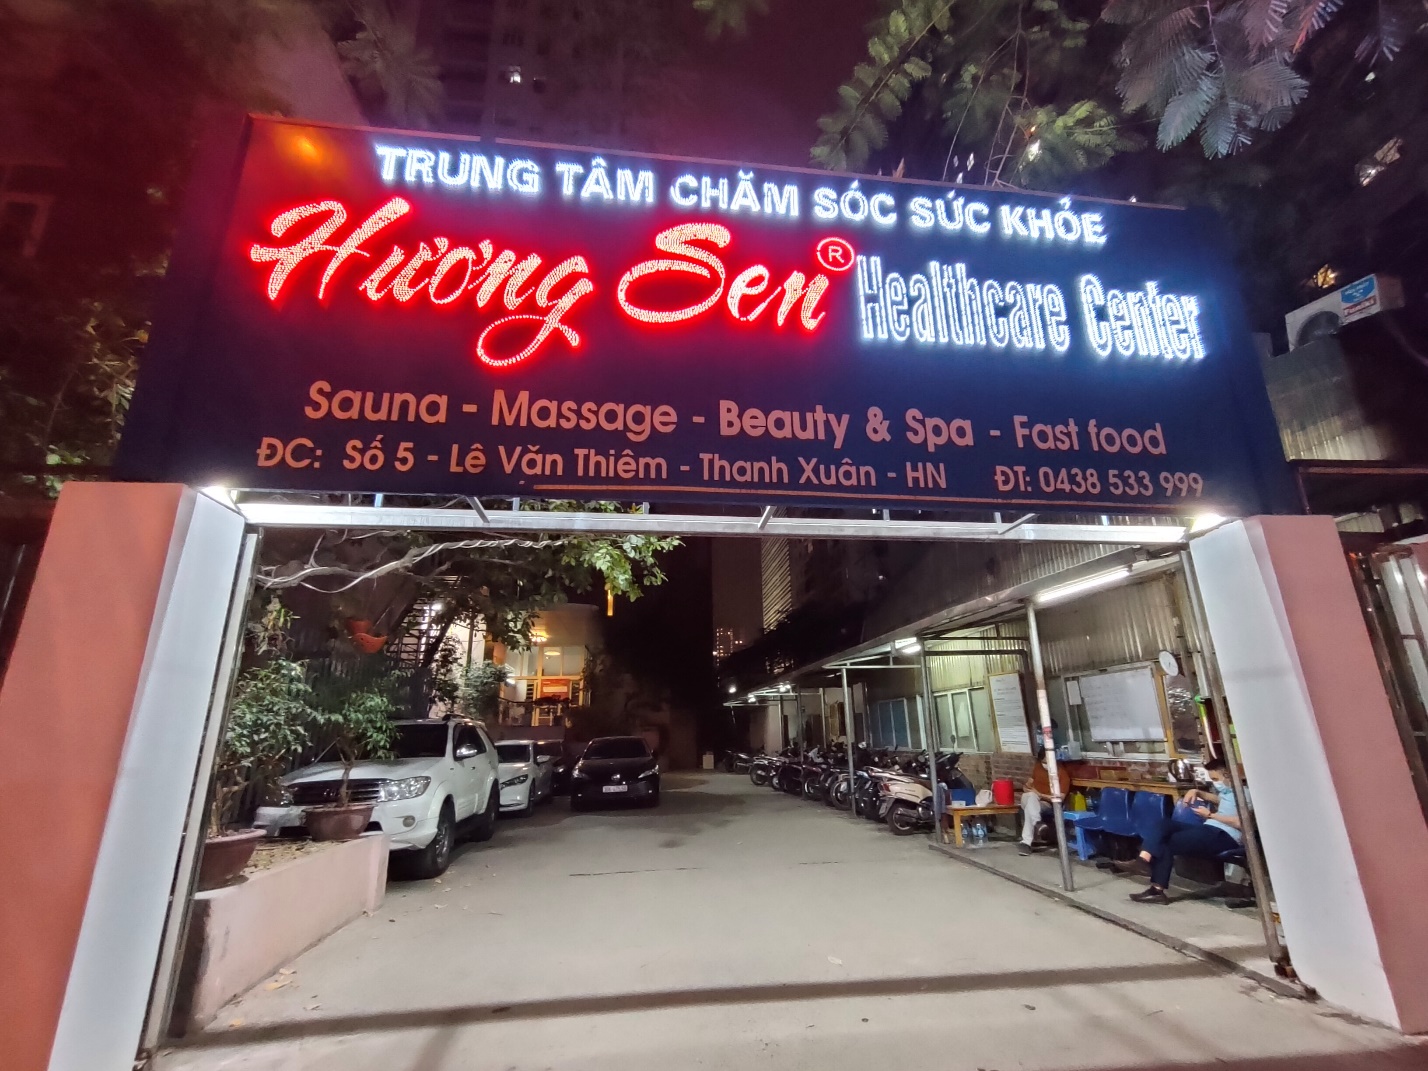 TRUNG TÂM CHĂM SÓC SỨC KHỎE
Hương Sen ® Healthcare Center
Sauna - Massage - Beauty & Spa - Fast food
ĐC: Số 5 - Lê Văn Thiêm - Thanh Xuân - HN ĐT: 0438 533 999